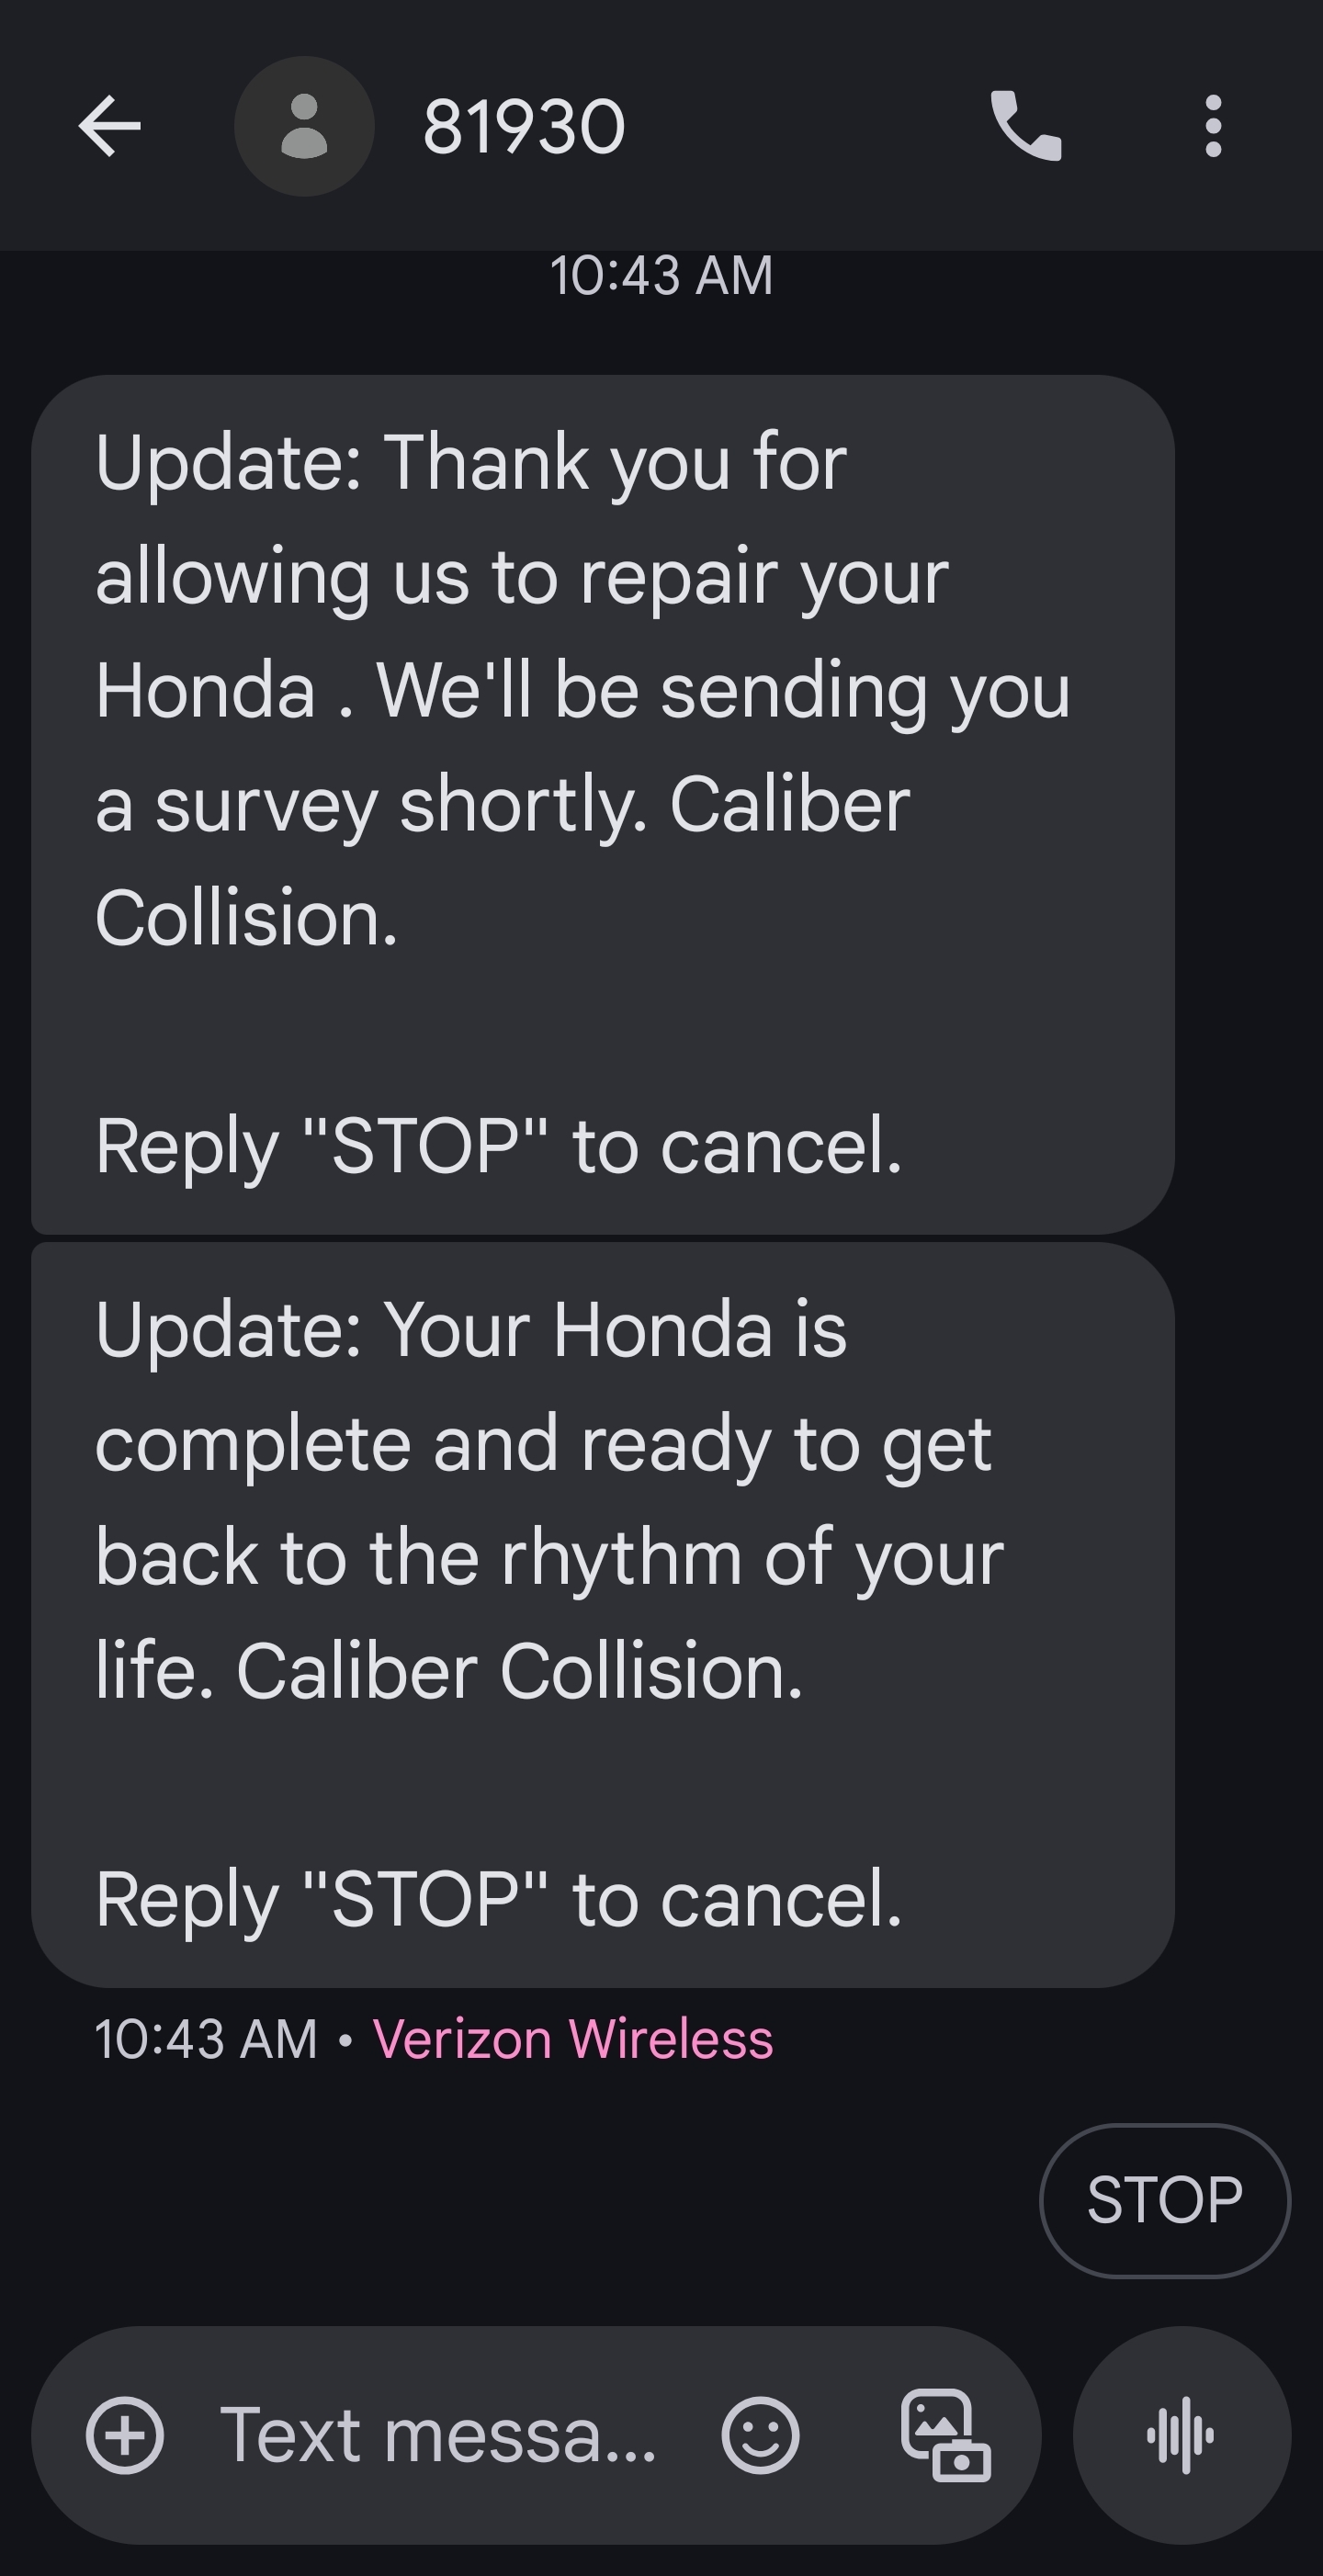 81930
10:43 AM
Update: Thank you for
allowing us to repair your
Honda . We'll be sending you
a survey shortly. Caliber
Collision.
Reply "STOP" to cancel.
Update: Your Honda is
complete and ready to get
back to the rhythm of your
life. Caliber Collision.
Reply "STOP" to cancel.
10:43 AM • Verizon Wireless
STOP
Text messa...